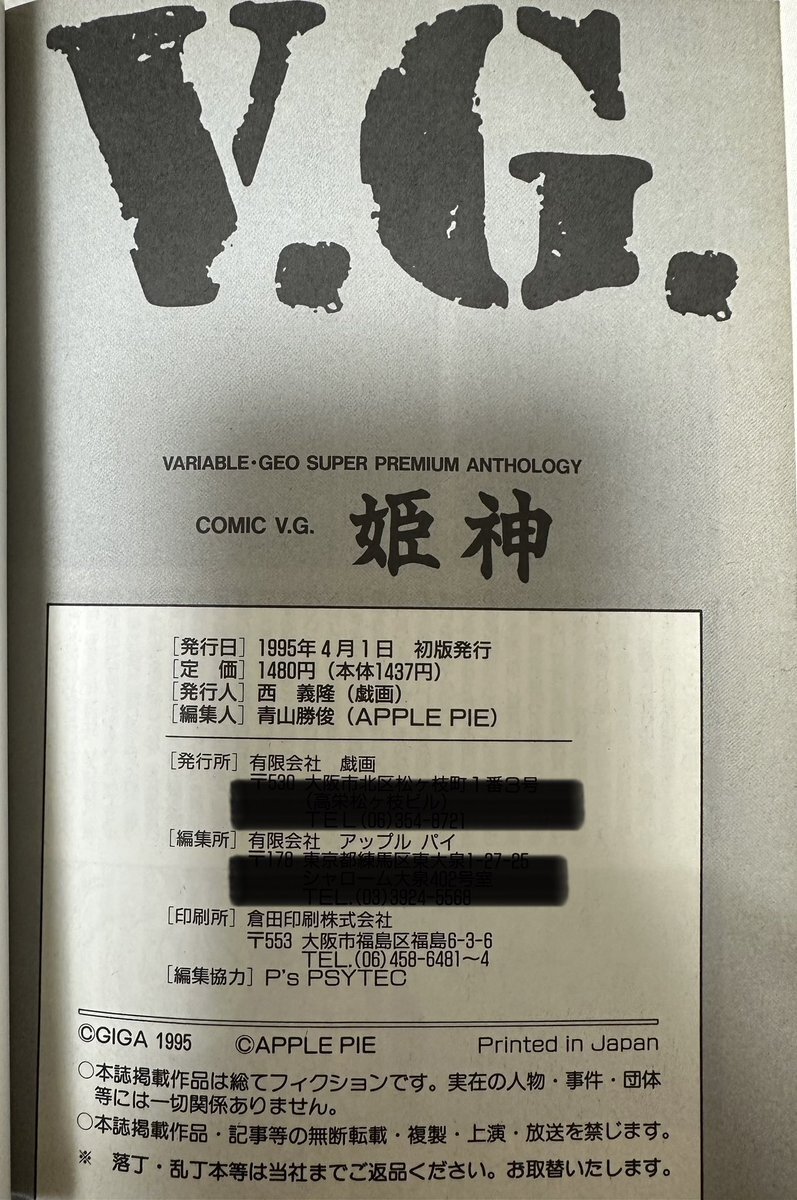 V.G.
VARIABLE・GEO SUPER PREMIUM ANTHOLOGY
COMIC V.G. 姫神
［発行日］1995年4月1日 初版発行
［定 価］1480円（本体1437円）
［発行人］西 義隆（戯画）
［編集人］青山勝俊（APPLE PIE）
［発行所］有限会社 戯画
［編集所］有限会社 アップル パイ
［印刷所］倉田印刷株式会社
〒553 大阪市福島区福島6-3-6
TEL.(06)458-6481〜4
［編集協力］P's PSYTEC
©GIGA 1995 ©APPLE PIE Printed in Japan
○本誌掲載作品は総てフィクションです。実在の人物・事件・団体
等には一切関係ありません。
○本誌掲載作品・記事等の無断転載・複製・上演・放送を禁じます。
※ 落丁・乱丁本等は当社までご返品ください。お取替いたします。